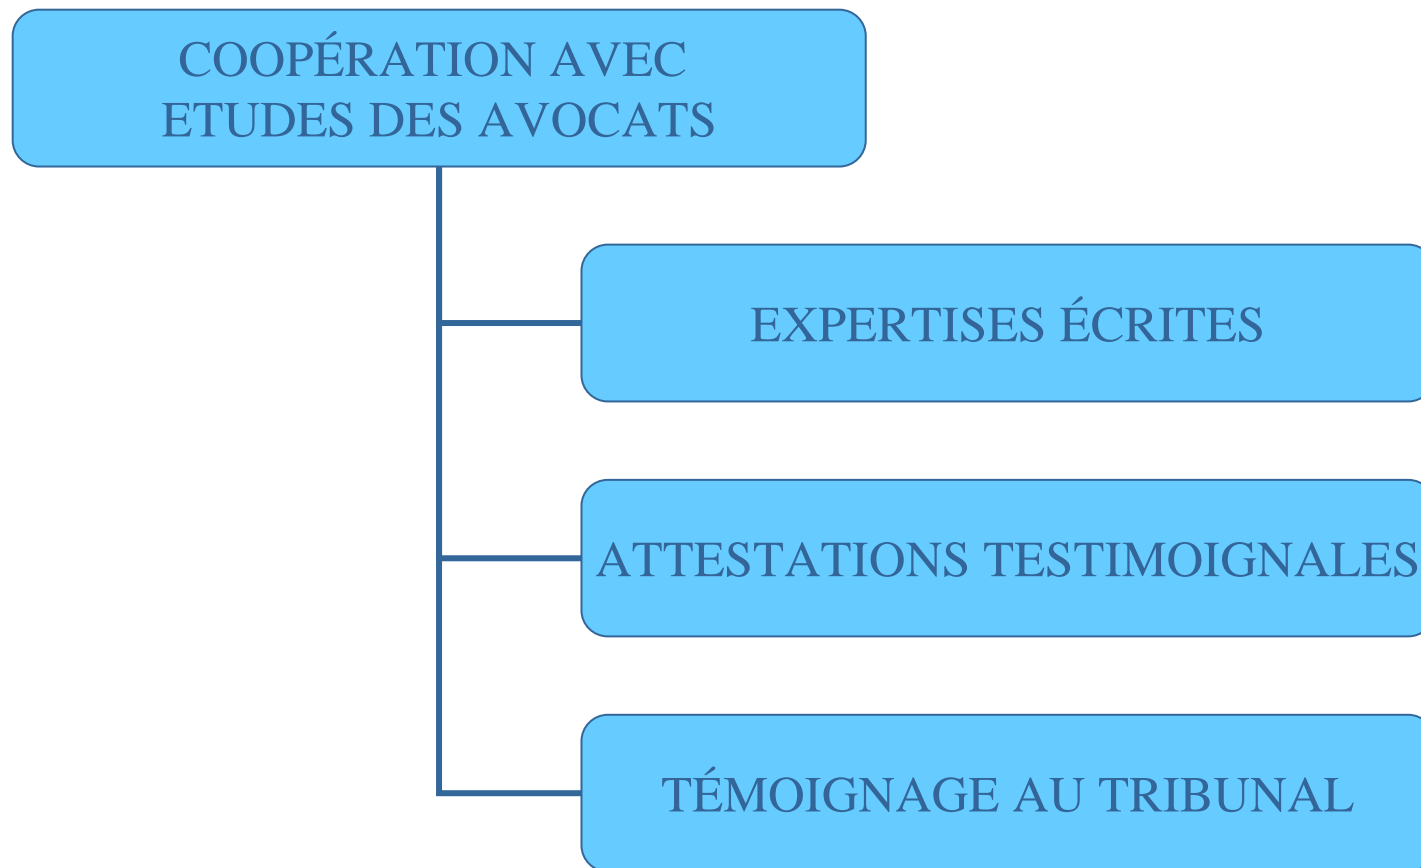 COOPÉRATION AVEC
ETUDES DES AVOCATS
EXPERTISES ÉCRITES
ATTESTATIONS TESTIMOIGNALES
TÉMOIGNAGE AU TRIBUNAL